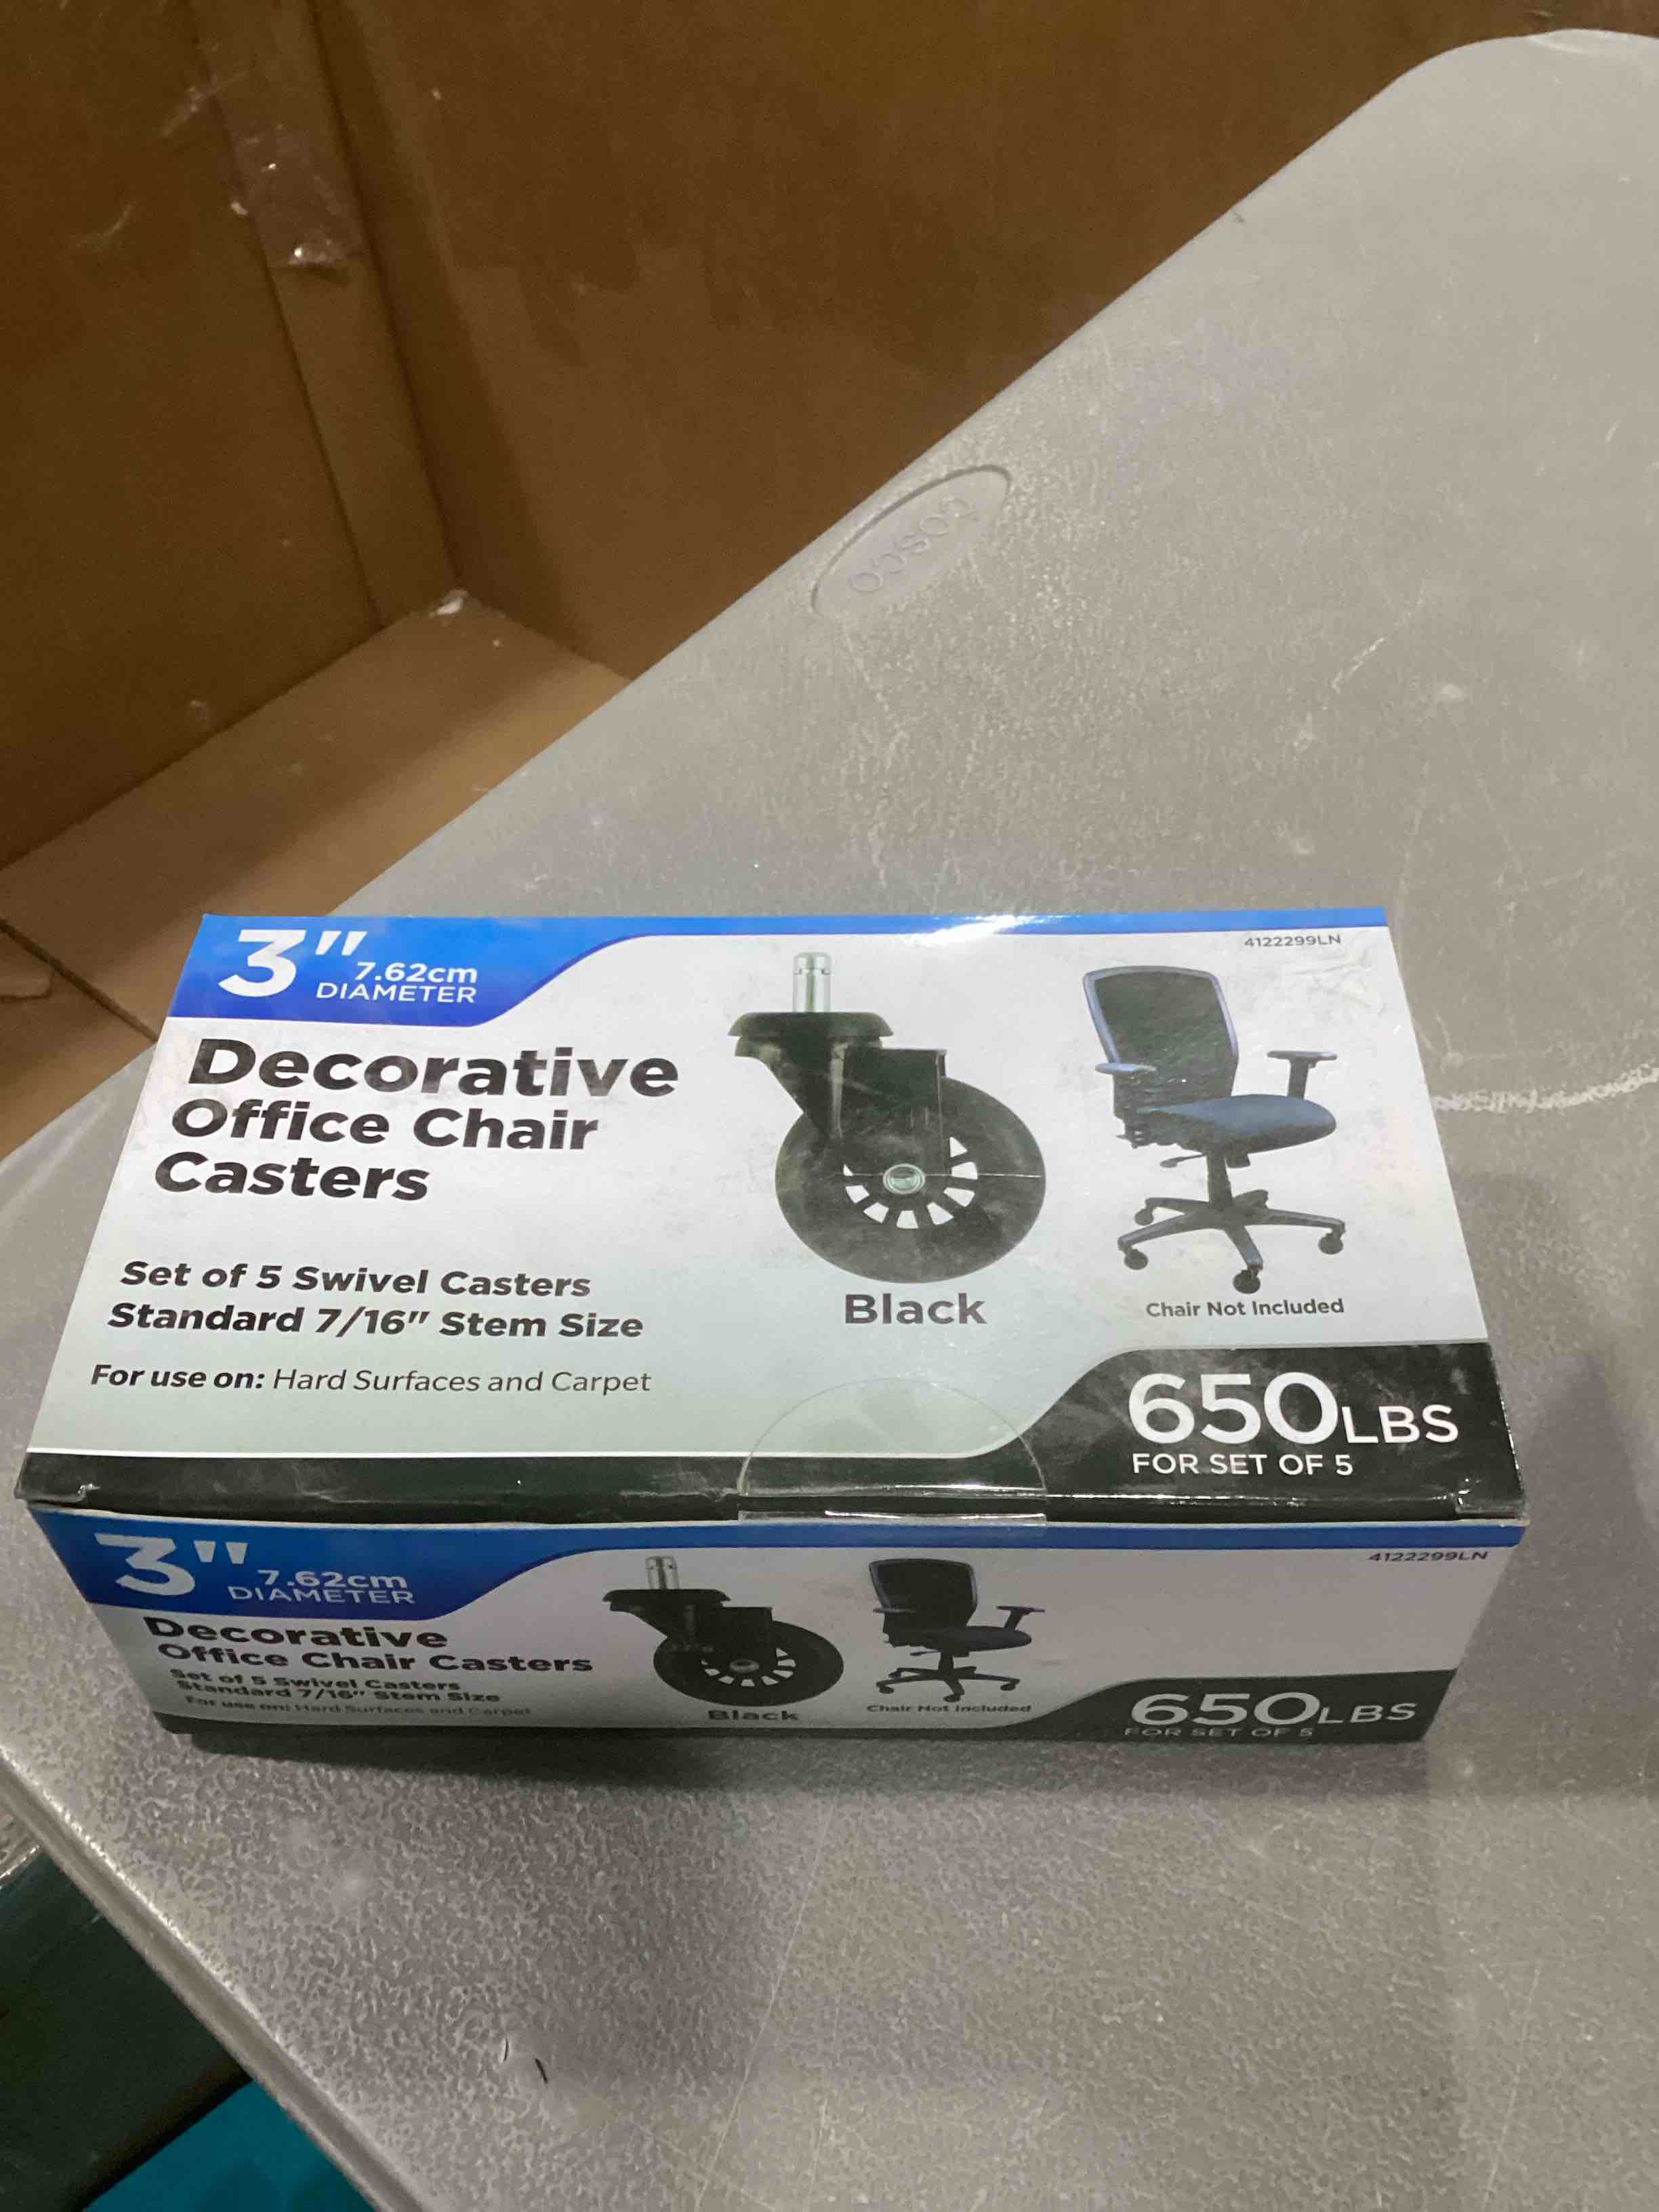 COSCO
3" 7.62cm
DIAMETER
4122299LN
Decorative
Office Chair
Casters
Set of 5 Swivel Casters
Standard 7/16" Stem Size
For use on: Hard Surfaces and Carpet
Black
Chair Not Included
650LBS
FOR SET OF 5
3" 7.62cm
DIAMETER
4122299LN
Decorative
Office Chair Casters
Set of 5 Swivel Casters
Standard 7/16" Stem Size
For use on: Hard Surfaces and Carpet
Black
Chair Not Included
650LBS
FOR SET OF 5